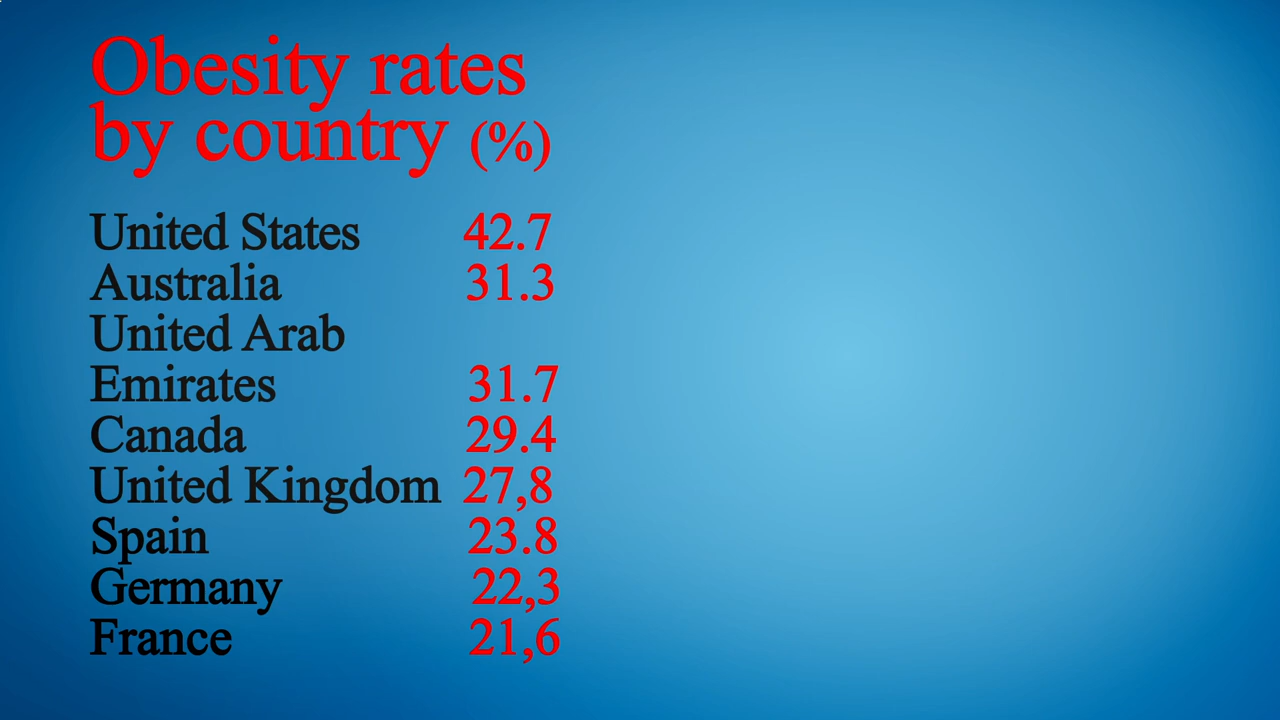 Obesity rates
by country (%)
United States 42.7
Australia 31.3
United Arab
Emirates 31.7
Canada 29.4
United Kingdom 27,8
Spain 23.8
Germany 22,3
France 21,6